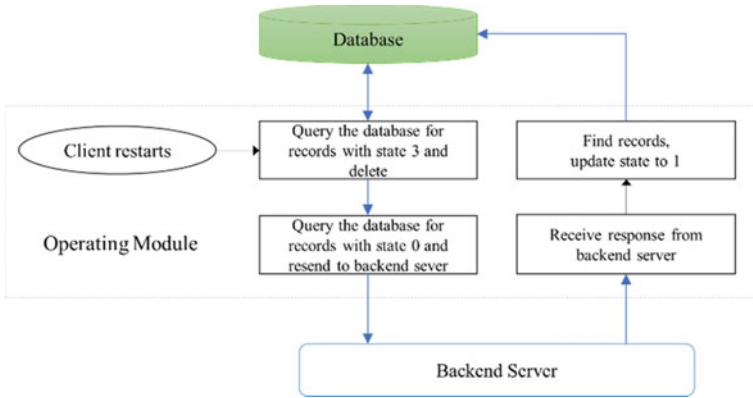 Database
Client restarts
Query the database for
records with state 3 and
delete
Find records,
update state to 1
Operating Module
Query the database for
records with state 0 and
resend to backend sever
Receive response from
backend server
Backend Server